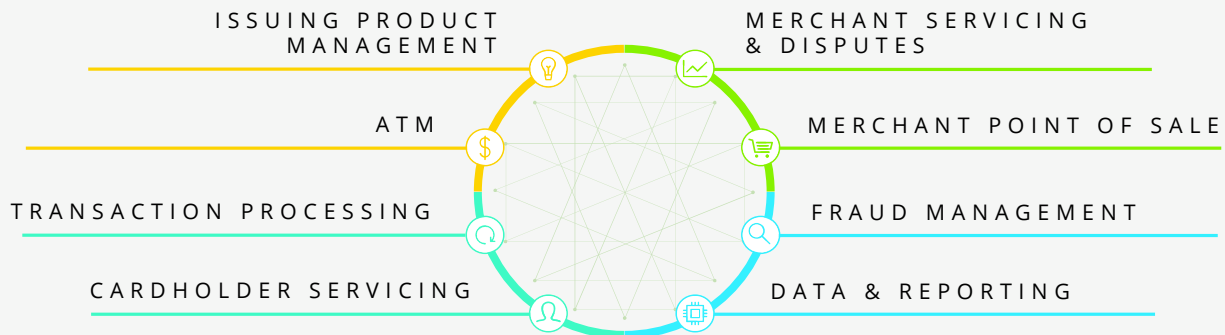 ISSUING PRODUCT
MANAGEMENT
ATM
TRANSACTION PROCESSING
CARDHOLDER SERVICING
MERCHANT SERVICING
& DISPUTES
MERCHANT POINT OF SALE
FRAUD MANAGEMENT
DATA & REPORTING